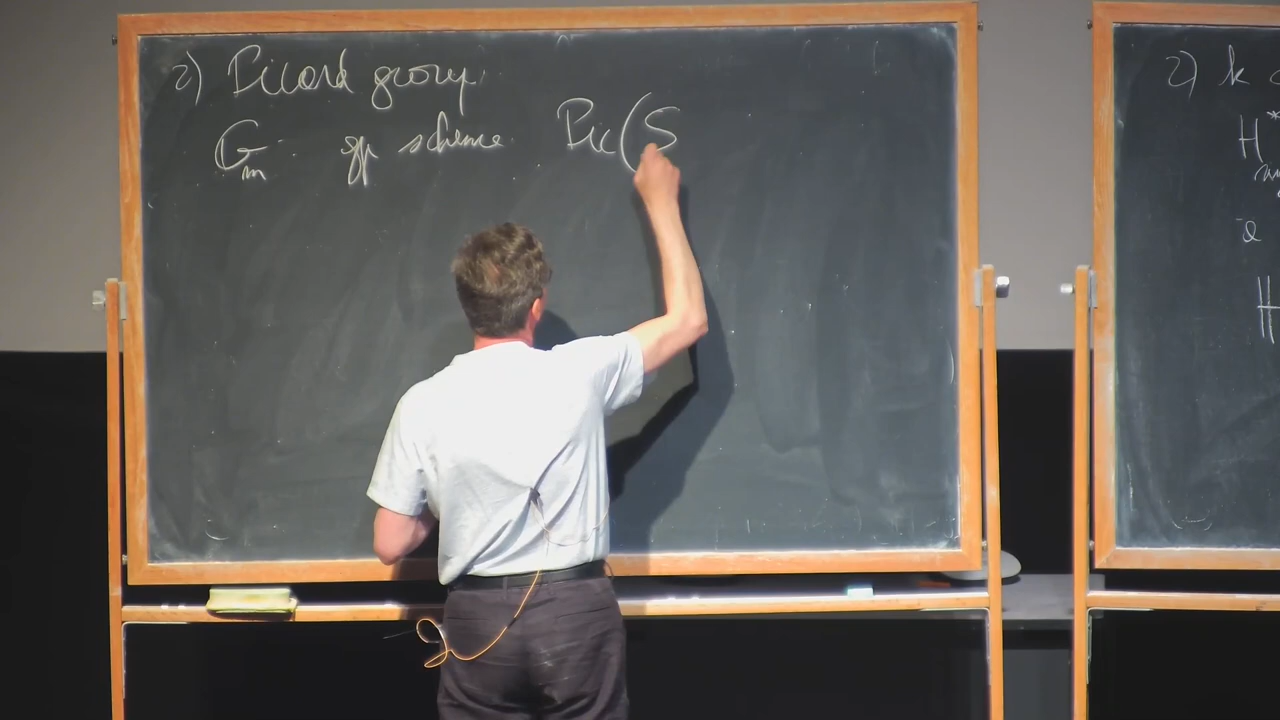 2) Picard group.
G_m. gp scheme. Pic(S
2) k
H*
H